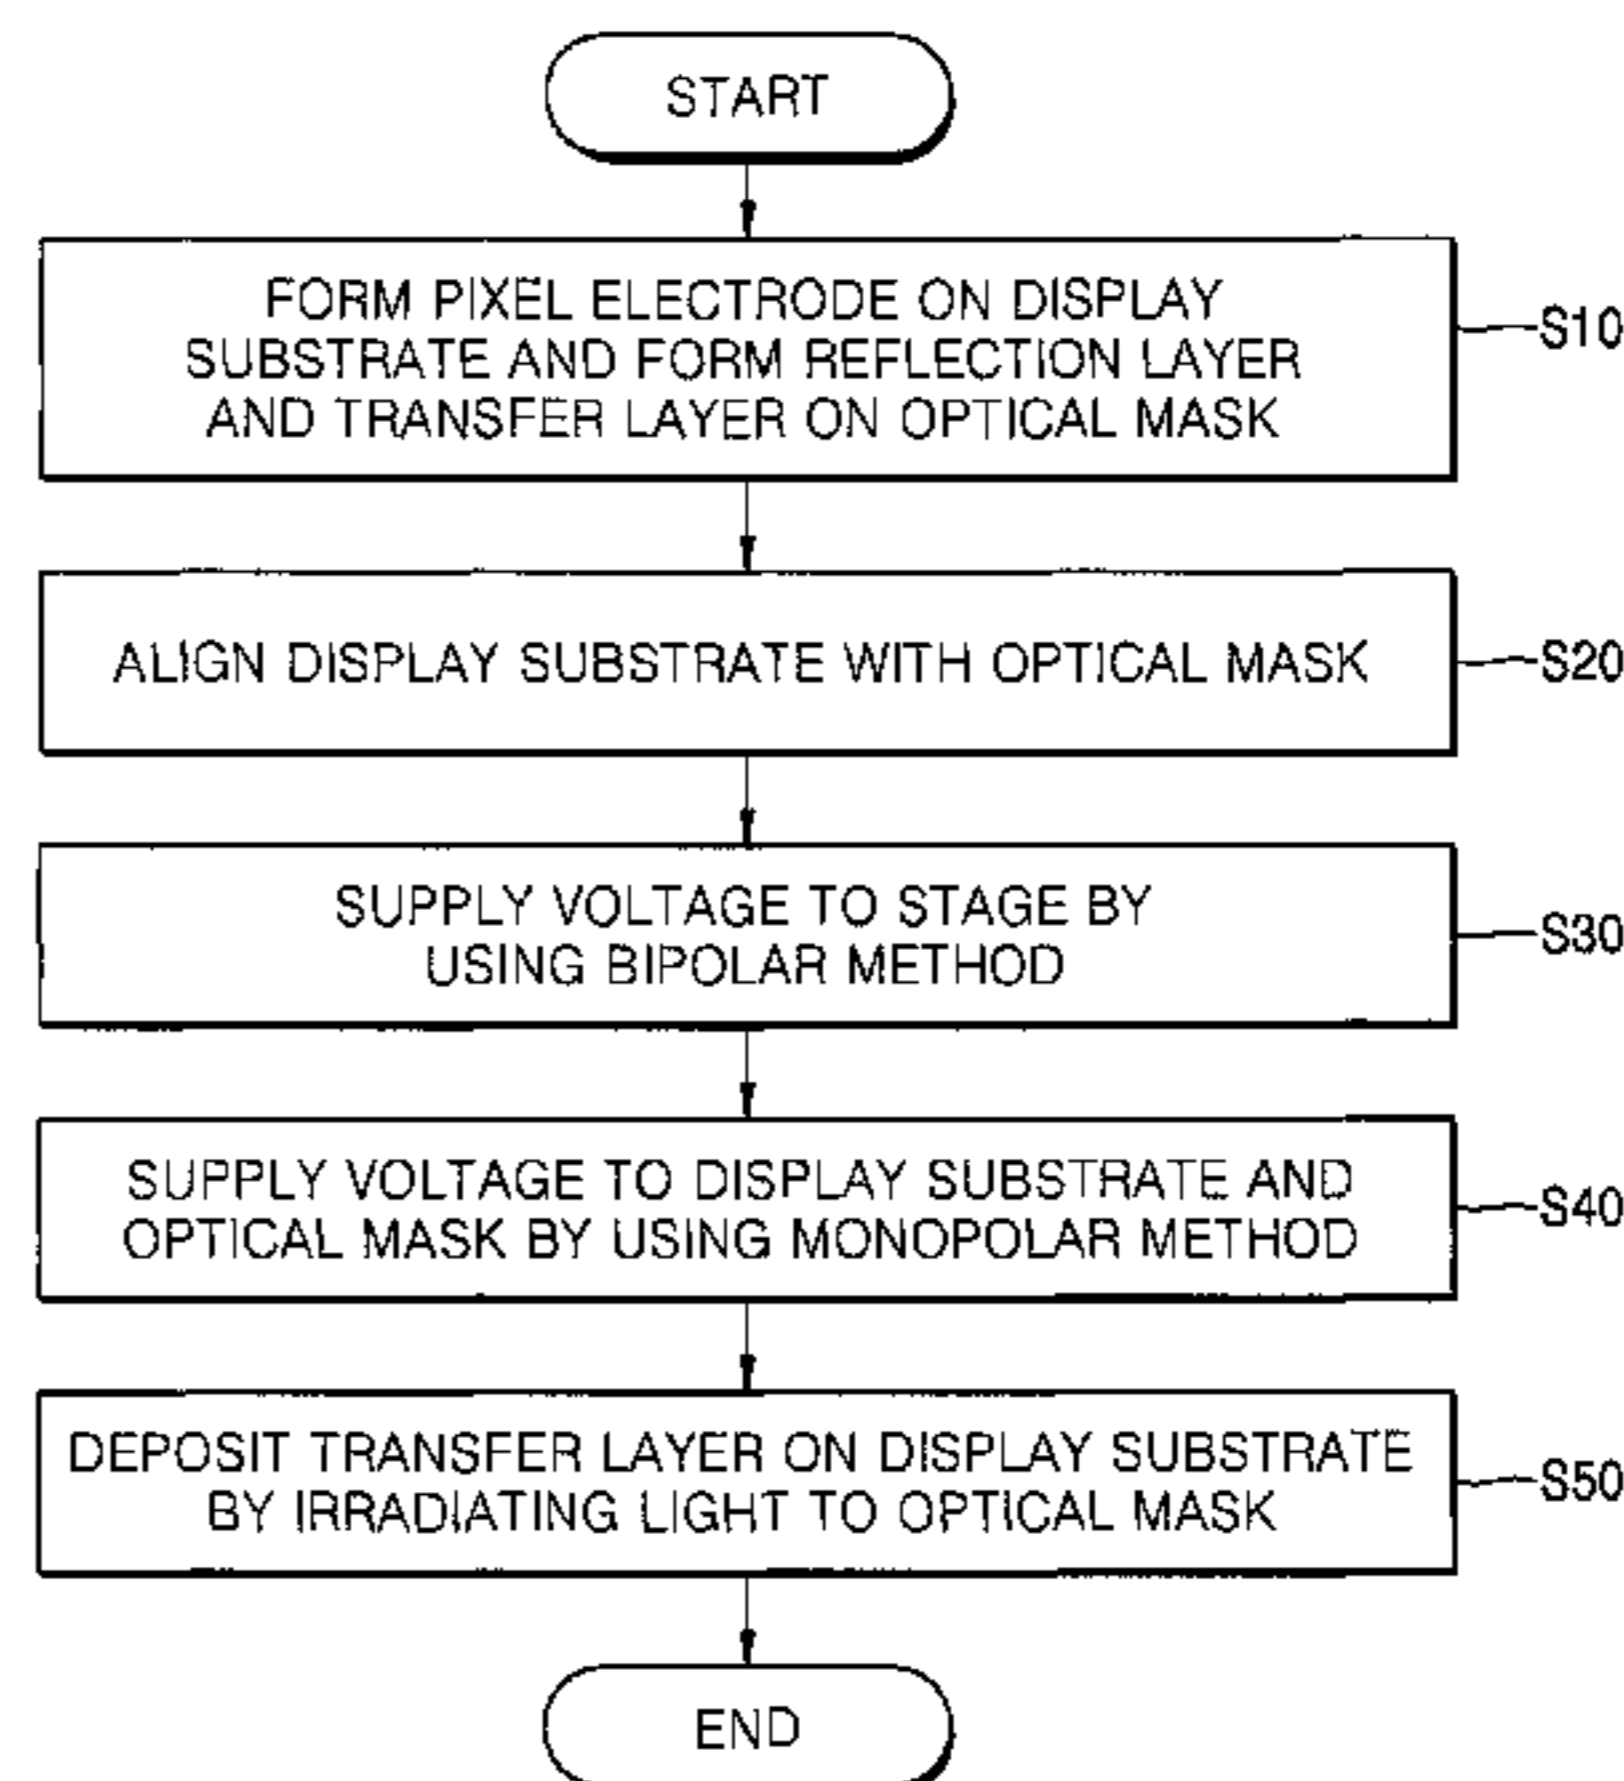 START
FORM PIXEL ELECTRODE ON DISPLAY
SUBSTRATE AND FORM REFLECTION LAYER
AND TRANSFER LAYER ON OPTICAL MASK
S10
ALIGN DISPLAY SUBSTRATE WITH OPTICAL MASK
S20
SUPPLY VOLTAGE TO STAGE BY
USING BIPOLAR METHOD
S30
SUPPLY VOLTAGE TO DISPLAY SUBSTRATE AND
OPTICAL MASK BY USING MONOPOLAR METHOD
S40
DEPOSIT TRANSFER LAYER ON DISPLAY SUBSTRATE
BY IRRADIATING LIGHT TO OPTICAL MASK
S50
END